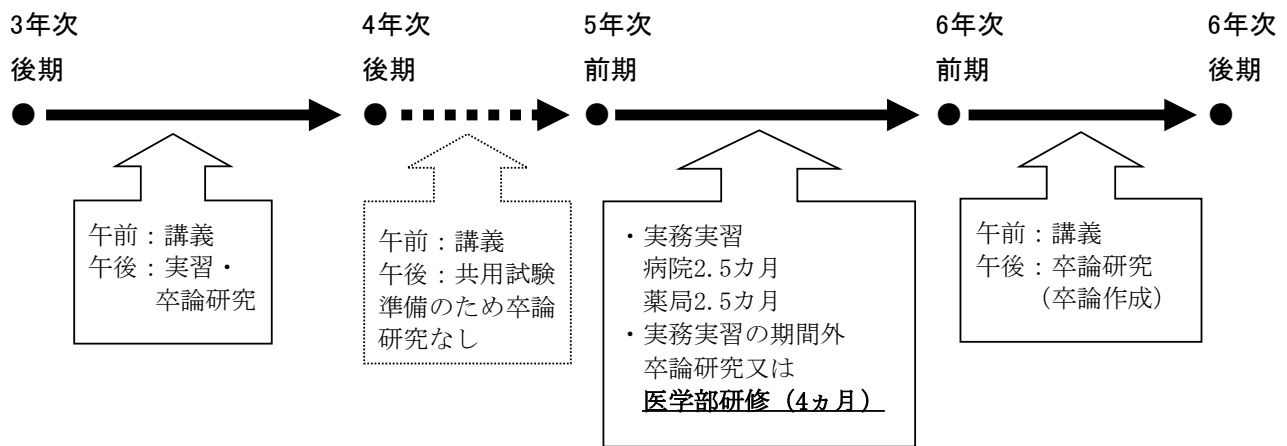 3年次
後期
4年次
後期
5年次
前期
6年次
前期
6年次
後期
午前：講義
午後：実習・
卒論研究
午前：講義
午後：共用試験
準備のため卒論
研究なし
・実務実習
病院2.5カ月
薬局2.5カ月
・実務実習の期間外
卒論研究又は
医学部研修（4ヵ月）
午前：講義
午後：卒論研究
（卒論作成）